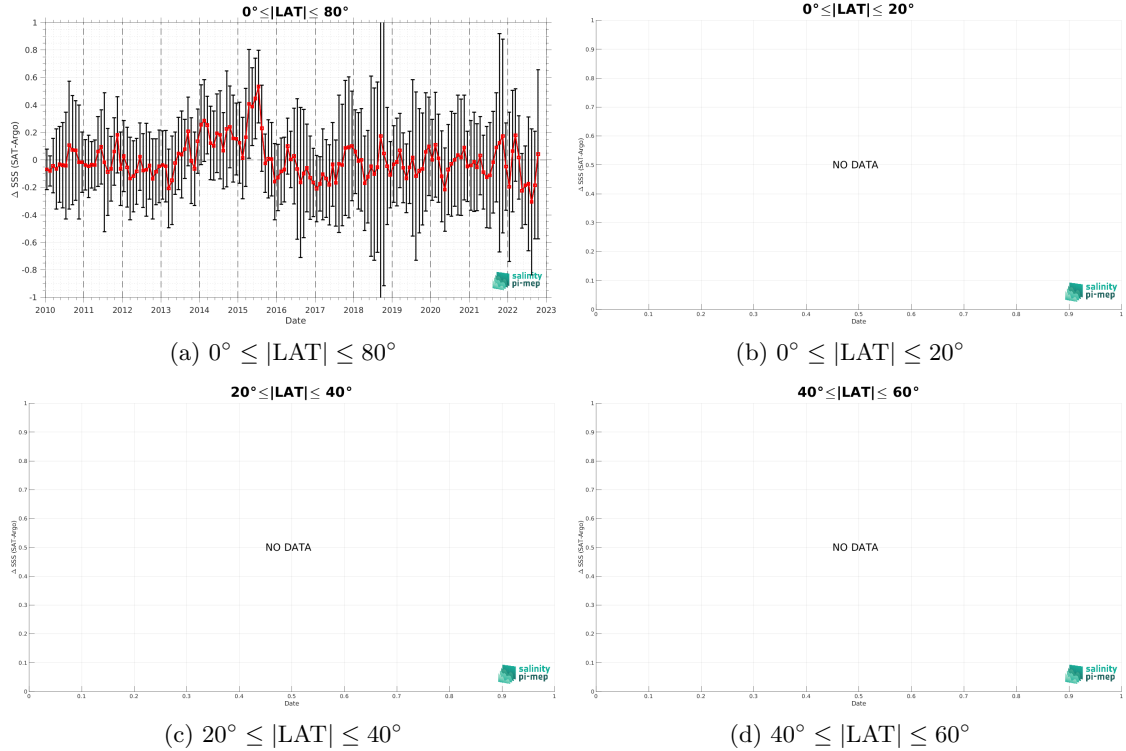 0°≤|LAT|≤ 80°
1
0.8
0.6
0.4
0.2
0
-0.2
-0.4
-0.6
-0.8
-1
Δ SSS (SAT-Argo)
2010 2011 2012 2013 2014 2015 2016 2017 2018 2019 2020 2021 2022 2023
Date
salinity
pi-mep
(a) 0° ≤ |LAT| ≤ 80°
0°≤|LAT|≤ 20°
1
0.9
0.8
0.7
0.6
0.5
0.4
0.3
0.2
0.1
0
Δ SSS (SAT-Argo)
NO DATA
0 0.1 0.2 0.3 0.4 0.5 0.6 0.7 0.8 0.9 1
Date
salinity
pi-mep
(b) 0° ≤ |LAT| ≤ 20°
20°≤|LAT|≤ 40°
1
0.9
0.8
0.7
0.6
0.5
0.4
0.3
0.2
0.1
0
Δ SSS (SAT-Argo)
NO DATA
0 0.1 0.2 0.3 0.4 0.5 0.6 0.7 0.8 0.9 1
Date
salinity
pi-mep
(c) 20° ≤ |LAT| ≤ 40°
40°≤|LAT|≤ 60°
1
0.9
0.8
0.7
0.6
0.5
0.4
0.3
0.2
0.1
0
Δ SSS (SAT-Argo)
NO DATA
0 0.1 0.2 0.3 0.4 0.5 0.6 0.7 0.8 0.9 1
Date
salinity
pi-mep
(d) 40° ≤ |LAT| ≤ 60°